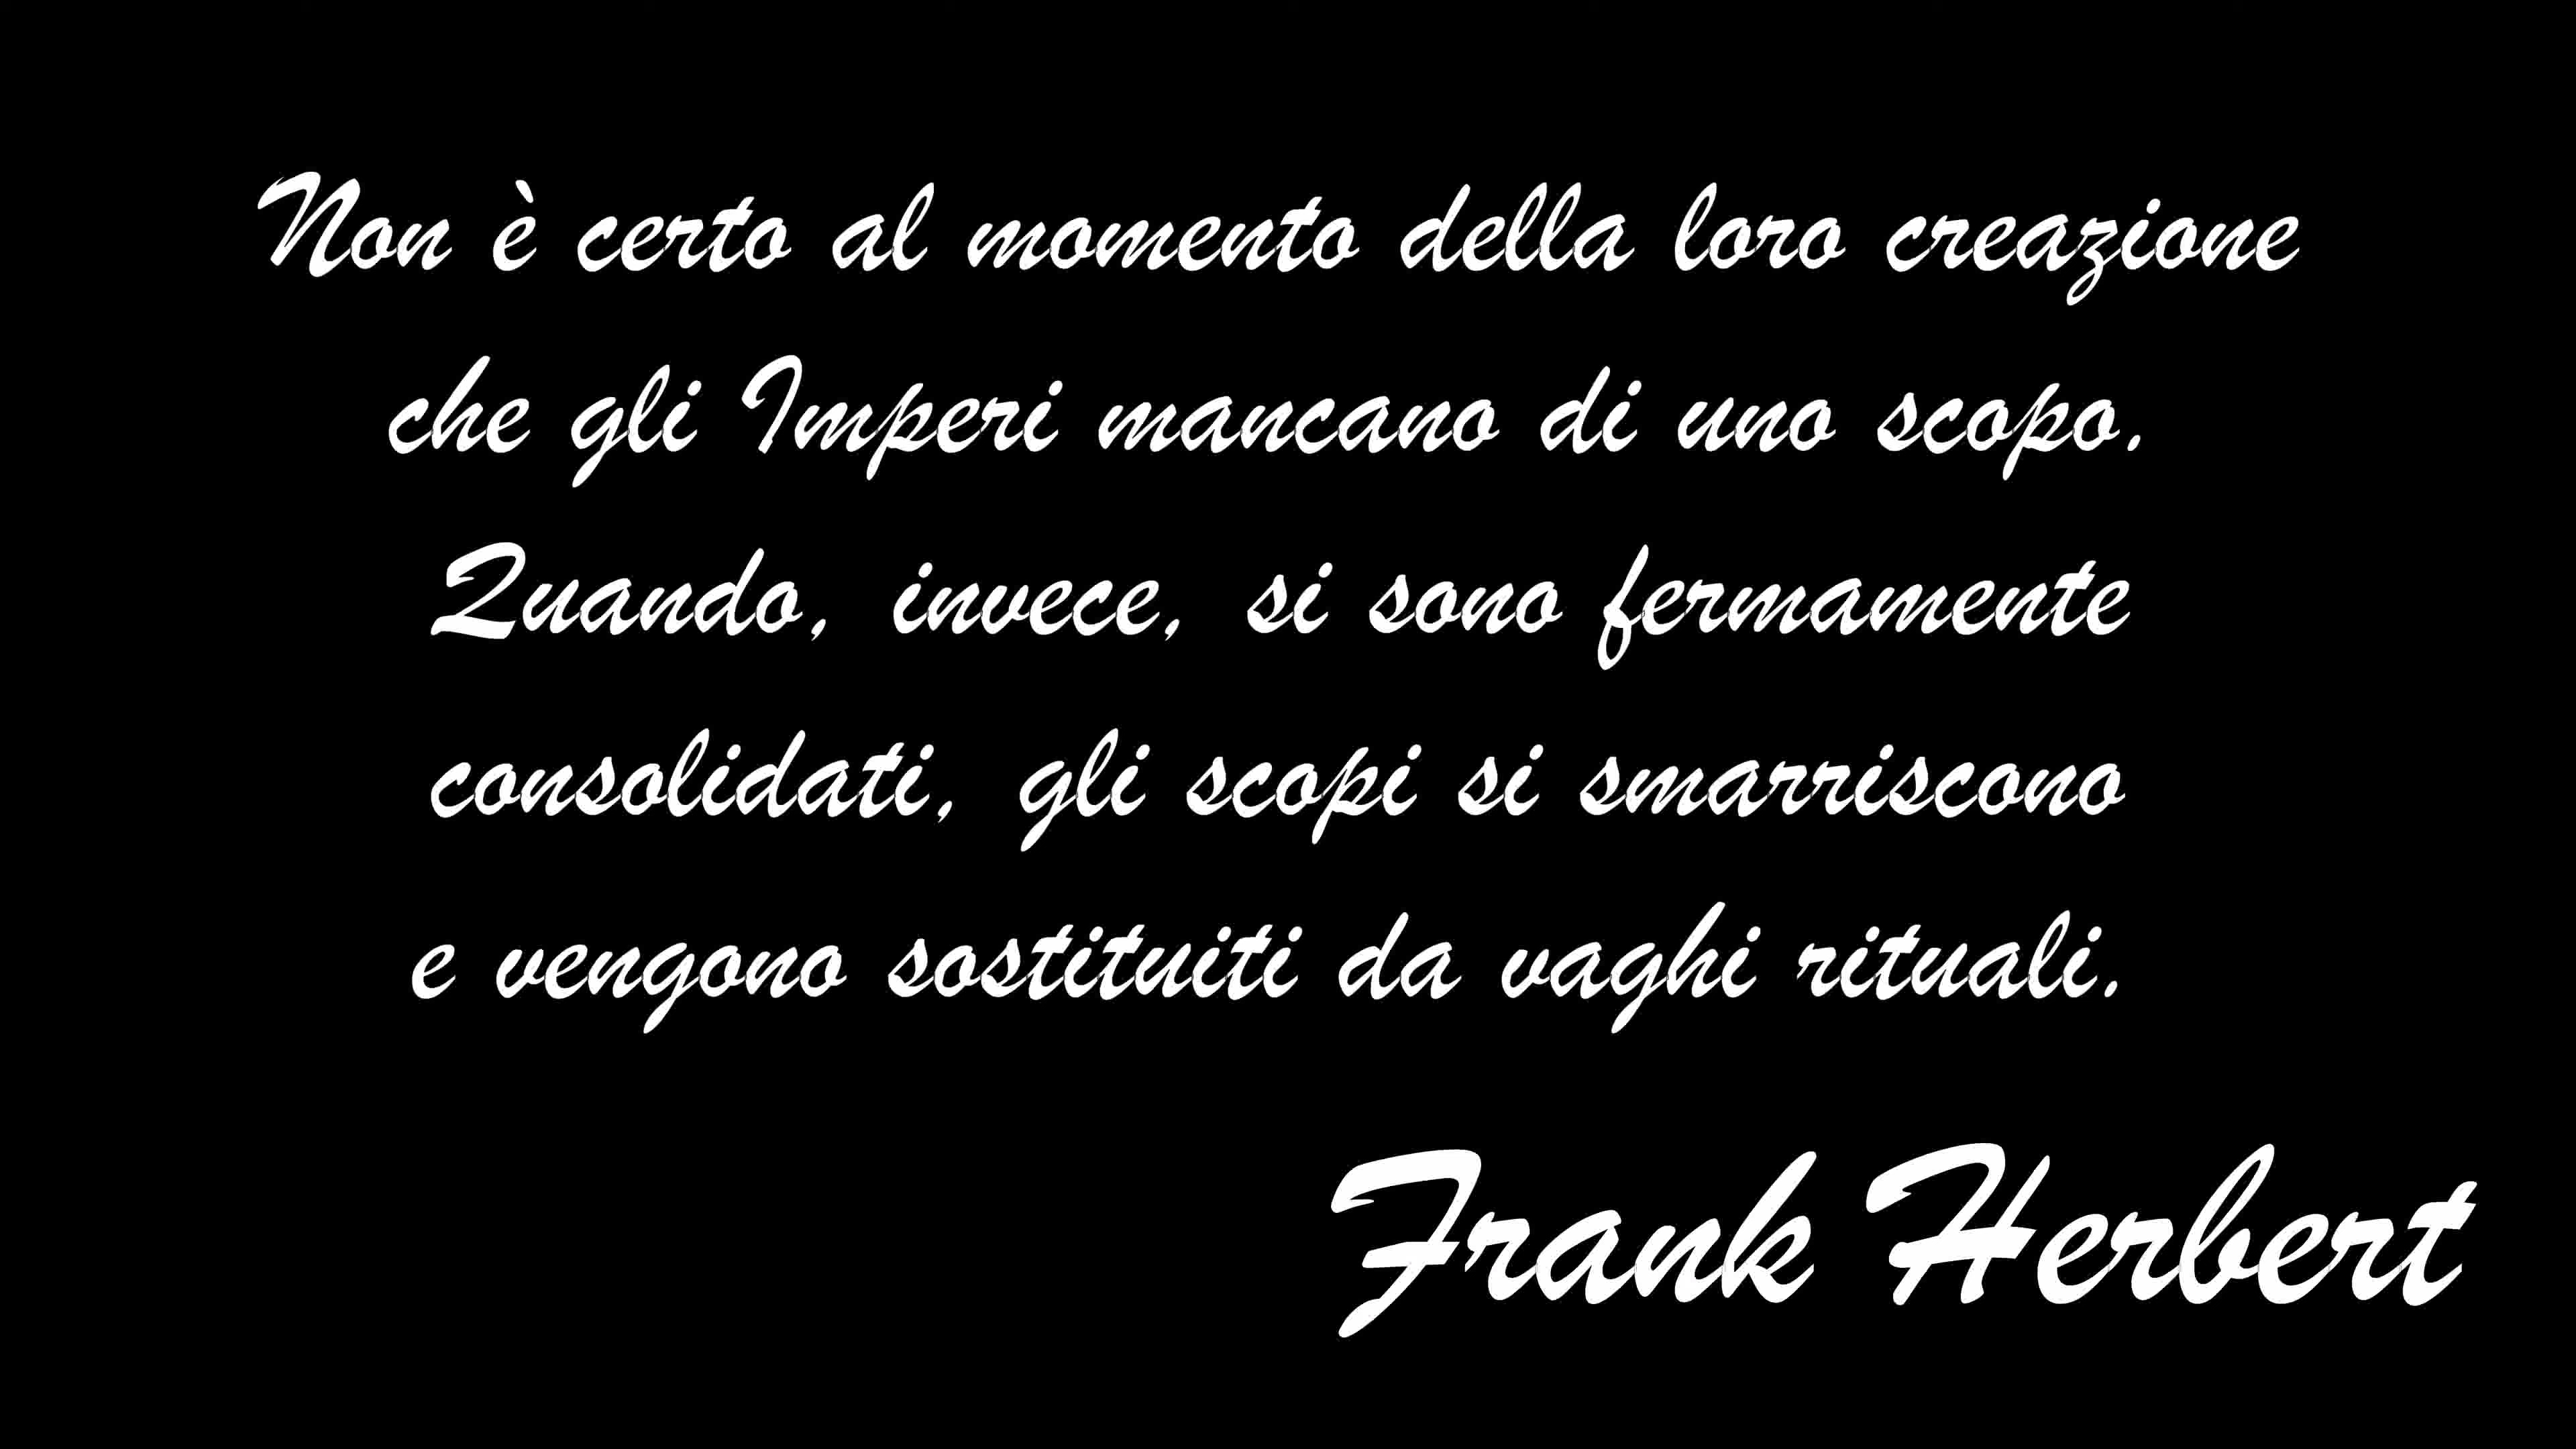 Non è certo al momento della loro creazione
che gli Imperi mancano di uno scopo.
Quando, invece, si sono fermamente
consolidati, gli scopi si smarriscono
e vengono sostituiti da vaghi rituali.
Frank Herbert